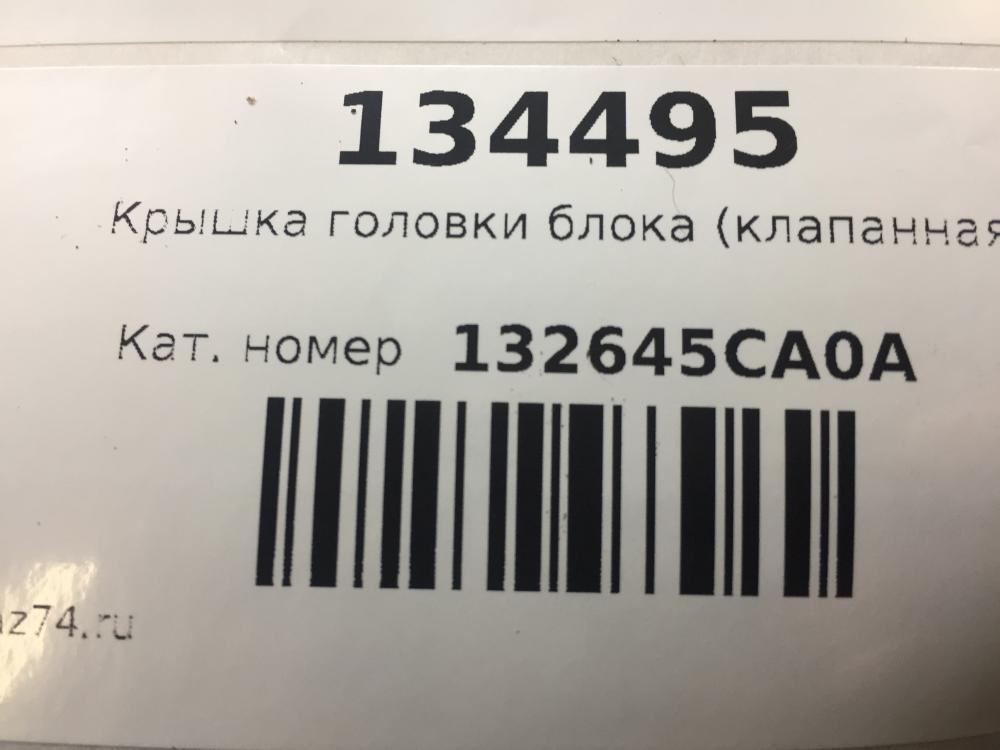 134495
Крышка головки блока (клапанная
Кат. номер 132645CA0A
z74.ru